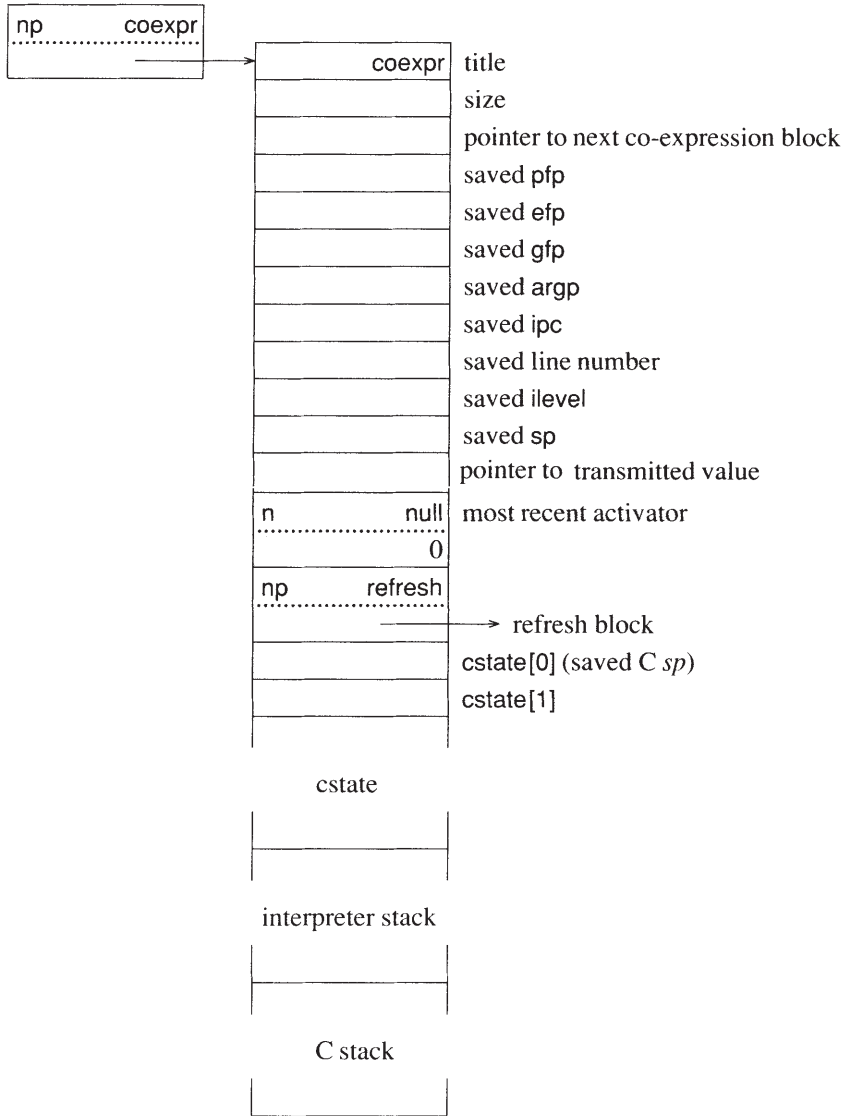 np coexpr
coexpr title
size
pointer to next co-expression block
saved pfp
saved efp
saved gfp
saved argp
saved ipc
saved line number
saved ilevel
saved sp
pointer to transmitted value
n null most recent activator
0
np refresh
refresh block
cstate[0] (saved C sp)
cstate[1]
cstate
interpreter stack
C stack